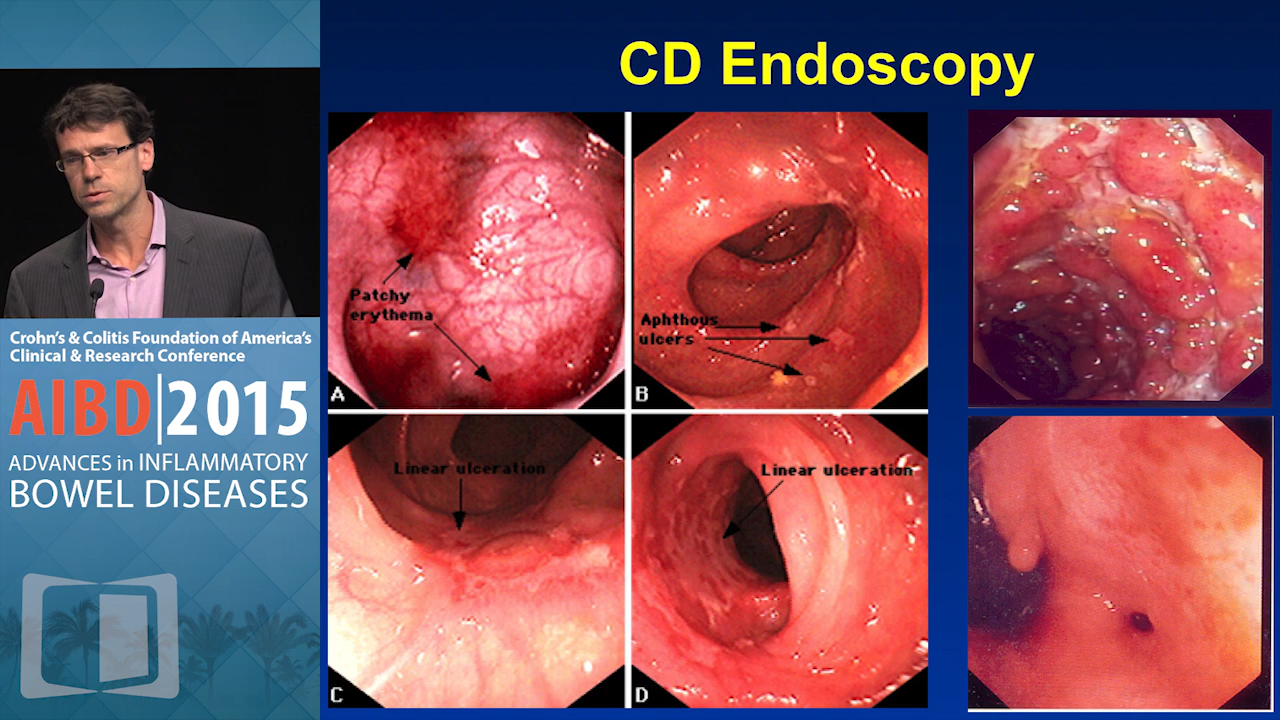 CD Endoscopy
Patchy
erythema
A
Aphthous
ulcers
B
Linear ulceration
C
Linear ulceration
D
Crohn's & Colitis Foundation of America's
Clinical & Research Conference
AIBD|2015
ADVANCES in INFLAMMATORY
BOWEL DISEASES